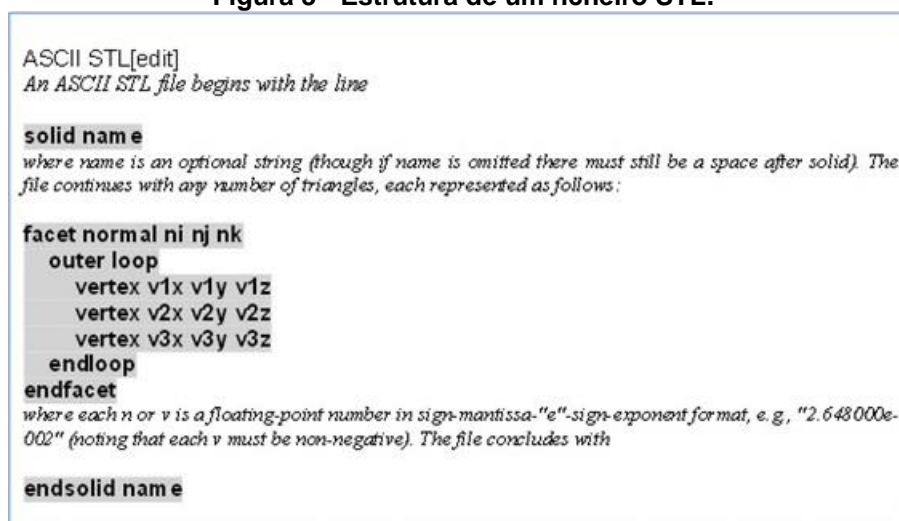 Figura 3 - Estrutura de um ficheiro STL.
ASCII STL[edit]
An ASCII STL file begins with the line
solid name
where name is an optional string (though if name is omitted there must still be a space after solid). The
file continues with any number of triangles, each represented as follows:
facet normal ni nj nk
outer loop
vertex v1x v1y v1z
vertex v2x v2y v2z
vertex v3x v3y v3z
endloop
endfacet
where each n or v is a floating-point number in sign-mantissa-"e"-sign-exponent format, e.g., "2.648000e-
002" (noting that each v must be non-negative). The file concludes with
endsolid name